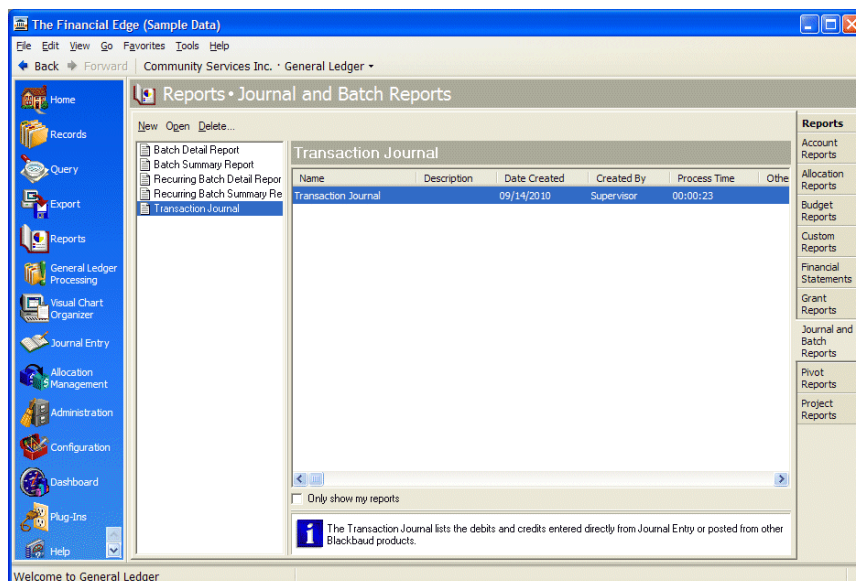 The Financial Edge (Sample Data)
File Edit View Go Favorites Tools Help
Back Forward Community Services Inc. · General Ledger
Reports · Journal and Batch Reports
Home
Records
Query
Export
Reports
General Ledger
Processing
Visual Chart
Organizer
Journal Entry
Allocation
Management
Administration
Configuration
Dashboard
Plug-Ins
Help
New Open Delete...
Batch Detail Report
Batch Summary Report
Recurring Batch Detail Repor
Recurring Batch Summary Re
Transaction Journal
Transaction Journal
Name Description Date Created Created By Process Time Othe
Transaction Journal 09/14/2010 Supervisor 00:00:23
Only show my reports
The Transaction Journal lists the debits and credits entered directly from Journal Entry or posted from other
Blackbaud products.
Reports
Account
Reports
Allocation
Reports
Budget
Reports
Custom
Reports
Financial
Statements
Grant
Reports
Journal and
Batch
Reports
Pivot
Reports
Project
Reports
Welcome to General Ledger